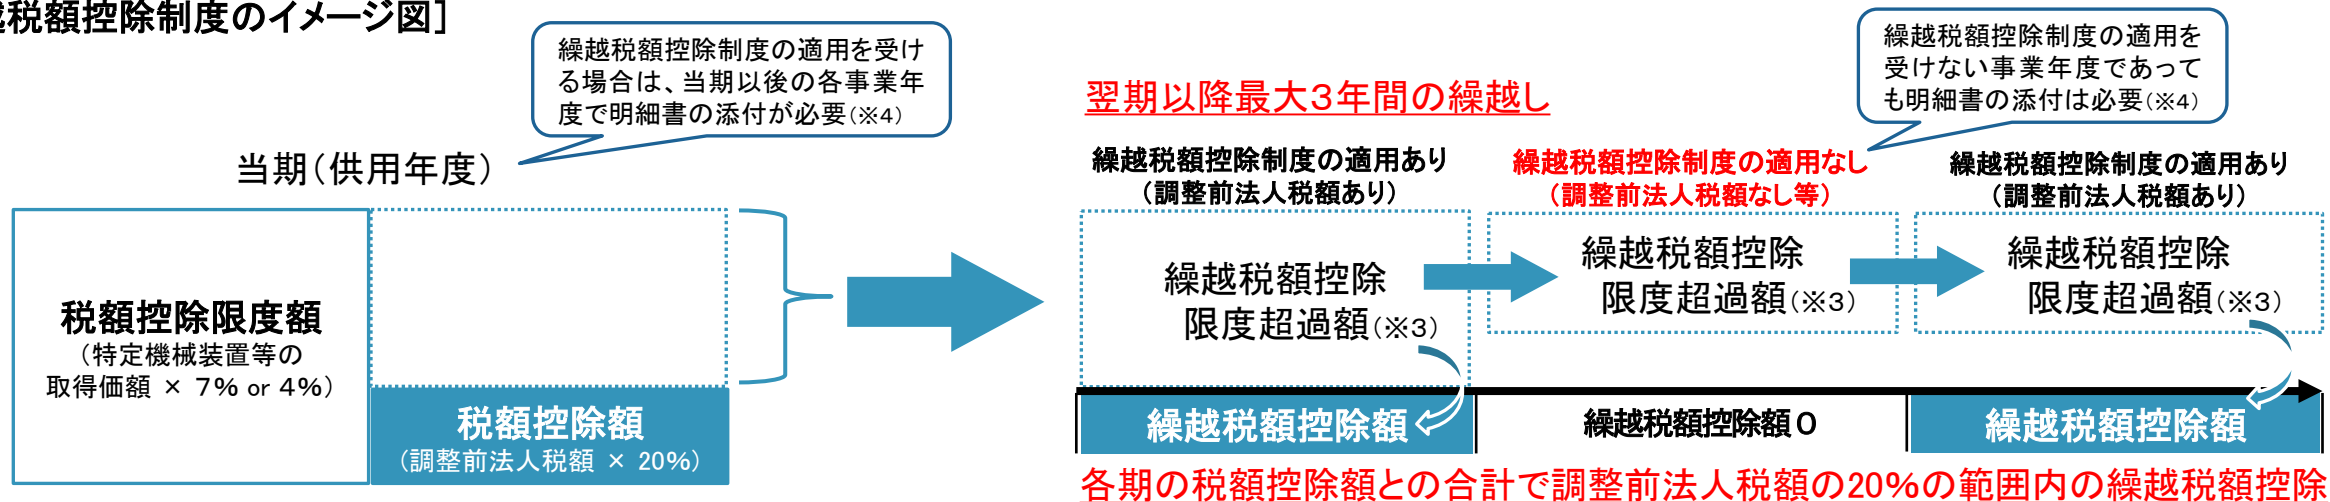 税額控除制度のイメージ図］
繰越税額控除制度の適用を受け
る場合は、当期以後の各事業年
度で明細書の添付が必要（※4）
当期（供用年度）
税額控除限度額
（特定機械装置等の
取得価額 × 7% or 4%）
税額控除額
（調整前法人税額 × 20%）
翌期以降最大3年間の繰越し
繰越税額控除制度の適用を
受けない事業年度であって
も明細書の添付は必要（※4）
繰越税額控除制度の適用あり
（調整前法人税額あり）
繰越税額控除制度の適用なし
（調整前法人税額なし等）
繰越税額控除制度の適用あり
（調整前法人税額あり）
繰越税額控除
限度超過額（※3）
繰越税額控除
限度超過額（※3）
繰越税額控除
限度超過額（※3）
繰越税額控除額
繰越税額控除額０
繰越税額控除額
各期の税額控除額との合計で調整前法人税額の20%の範囲内の繰越税額控除